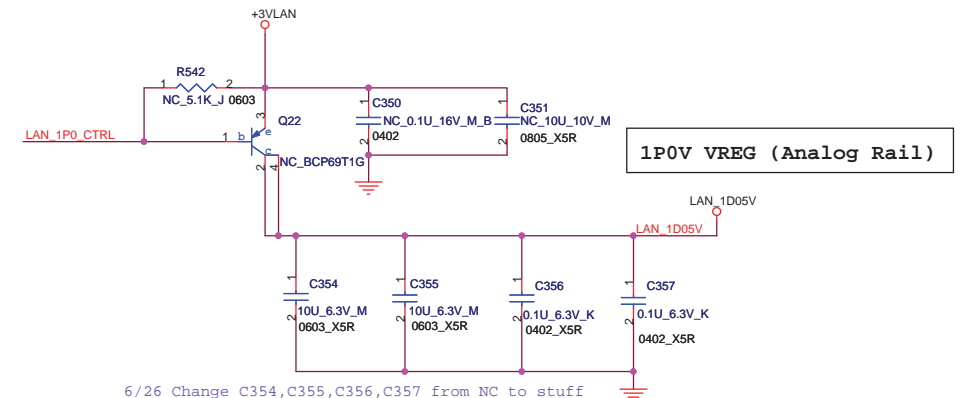 +3VLAN
R542
1 2
NC_5.1K_J 0603
3
Q22
e
LAN_1P0_CTRL
1 b
c
NC_BCP69T1G
2 4
1
C350
NC_0.1U_16V_M_B
0402
2
1
C351
NC_10U_10V_M
0805_X5R
2
1P0V VREG (Analog Rail)
LAN_1D05V
LAN_1D05V
1
C354
10U_6.3V_M
0603_X5R
2
1
C355
10U_6.3V_M
0603_X5R
2
1
C356
0.1U_6.3V_K
0402_X5R
2
1
C357
0.1U_6.3V_K
0402_X5R
2
6/26 Change C354,C355,C356,C357 from NC to stuff